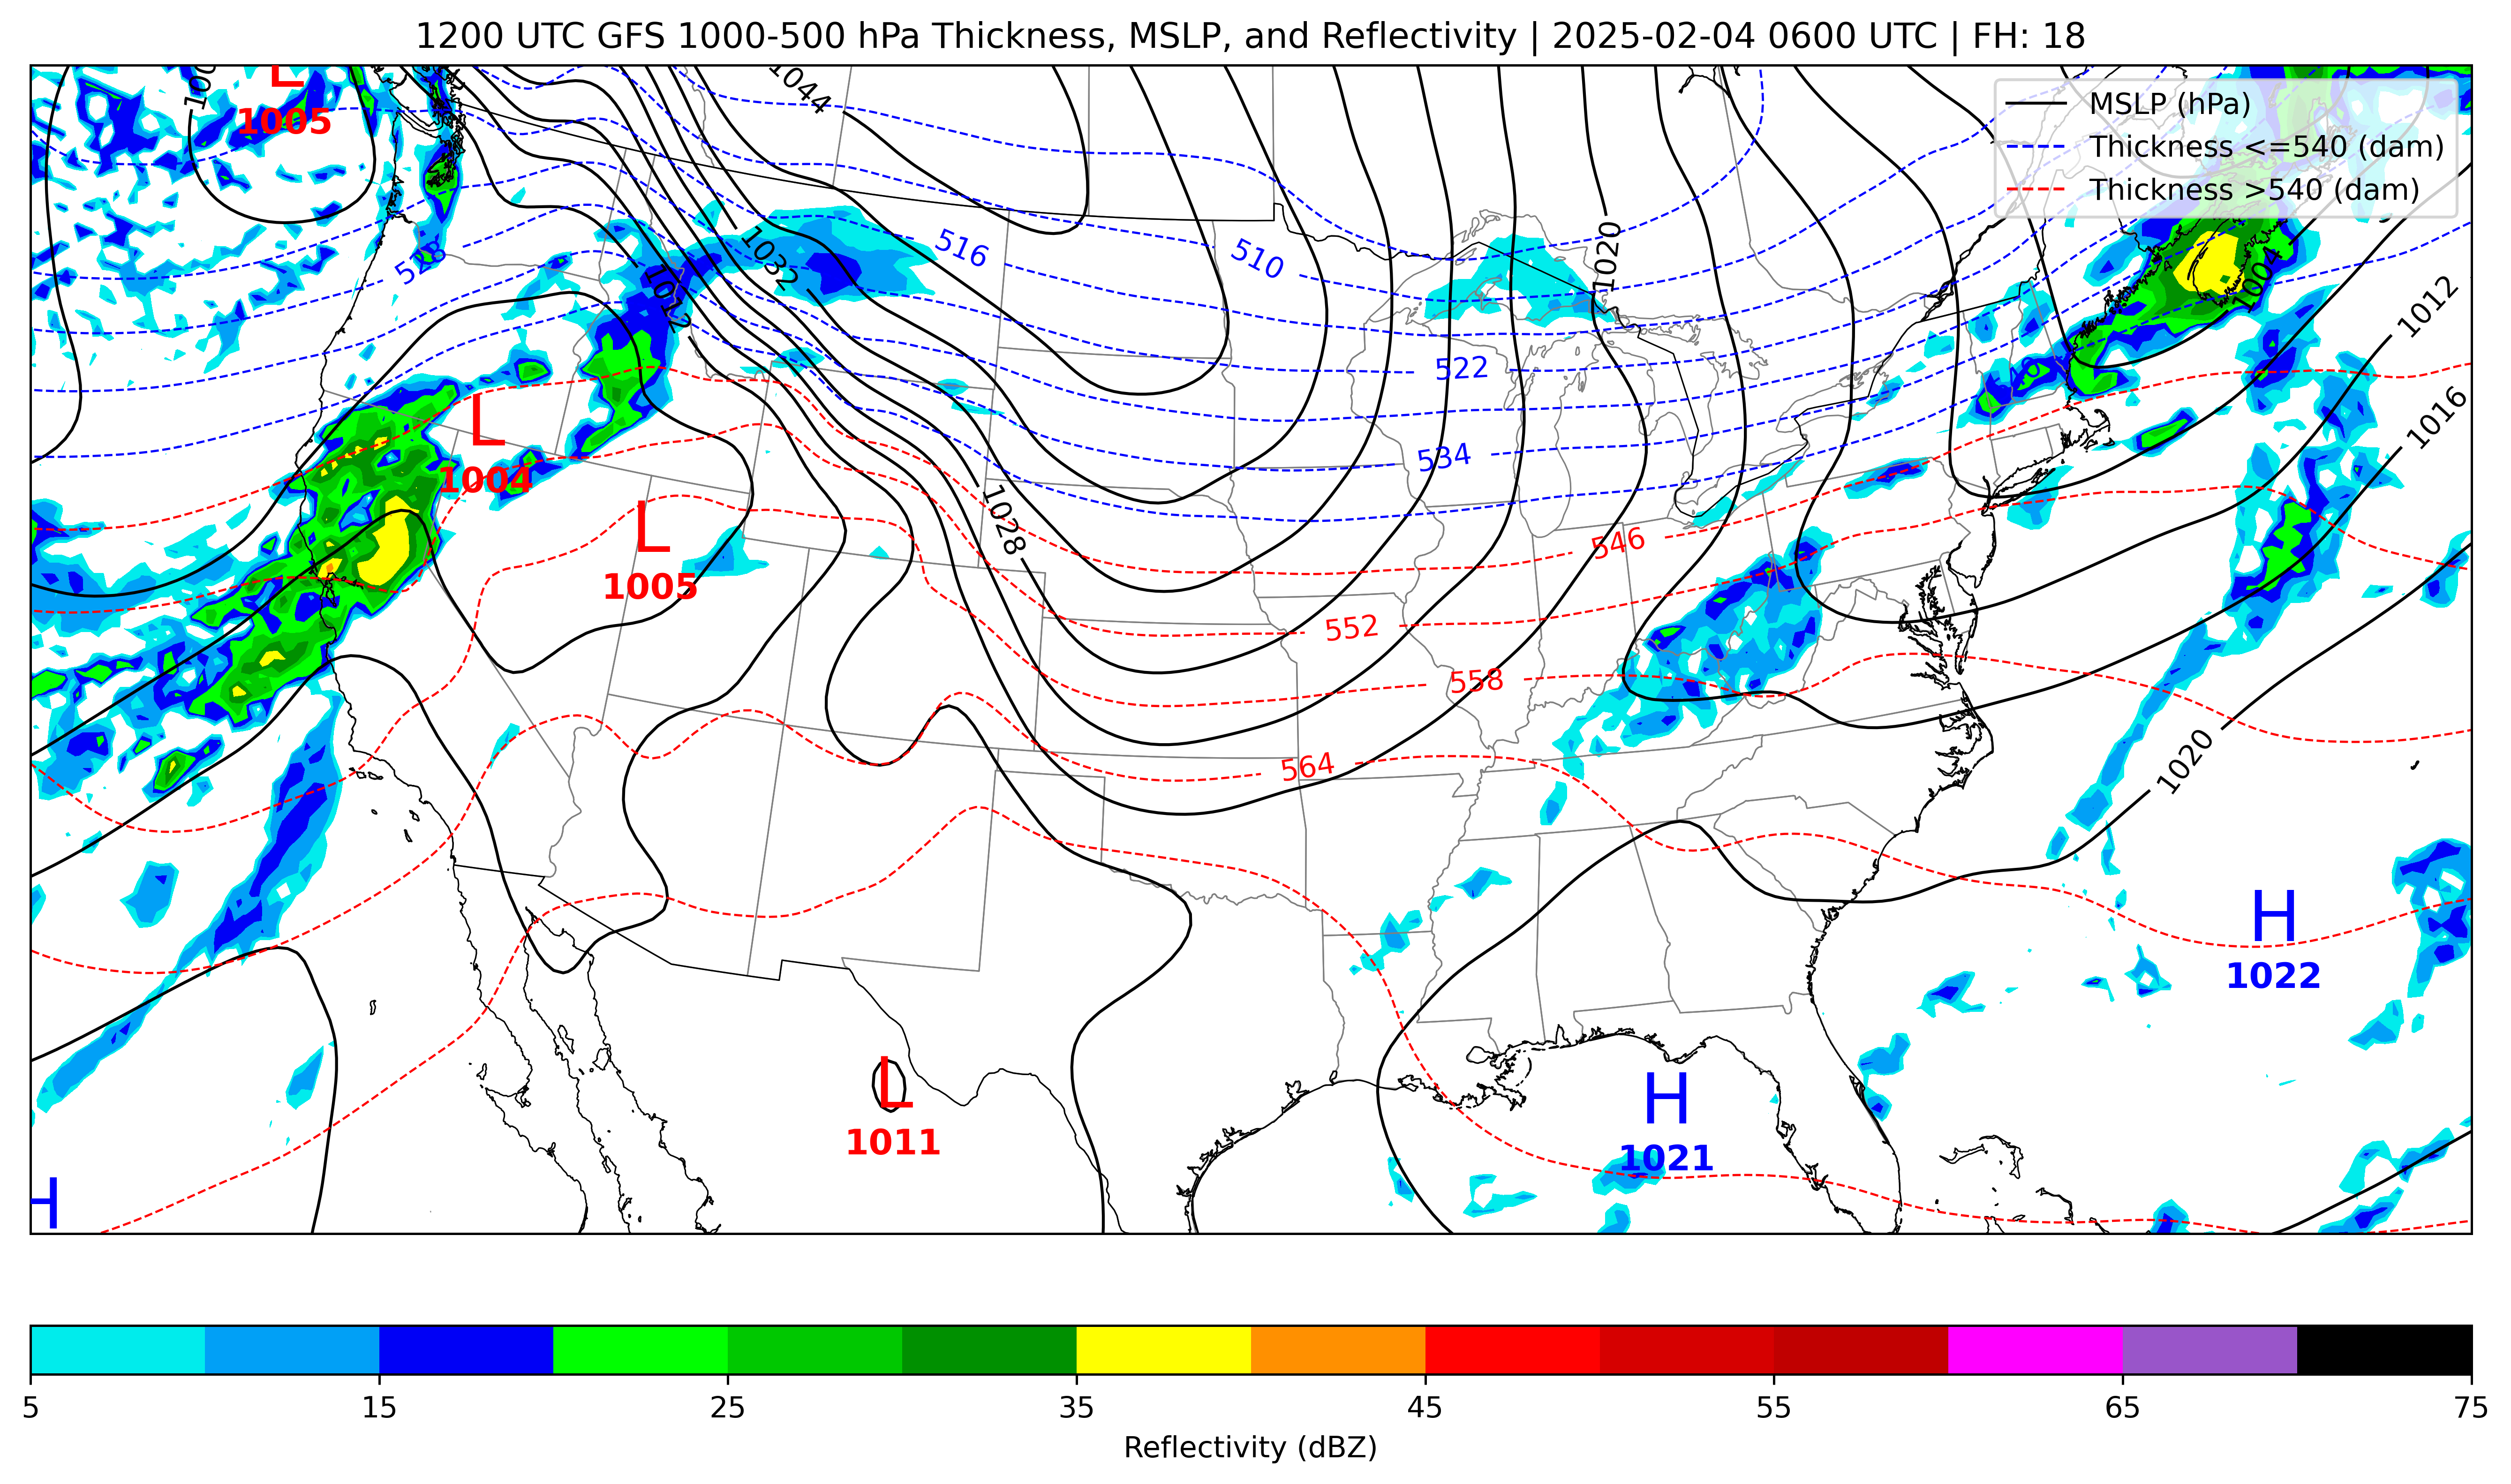 1200 UTC GFS 1000-500 hPa Thickness, MSLP, and Reflectivity | 2025-02-04 0600 UTC | FH: 18
MSLP (hPa)
Thickness <=540 (dam)
Thickness >540 (dam)
L
1005
1044
528
516
510
1020
1032
1012
1004
1012
1016
522
534
L
1004
L
1005
1028
546
552
558
564
1020
H
1022
L
1011
H
1021
H
5 15 25 35 45 55 65 75
Reflectivity (dBZ)